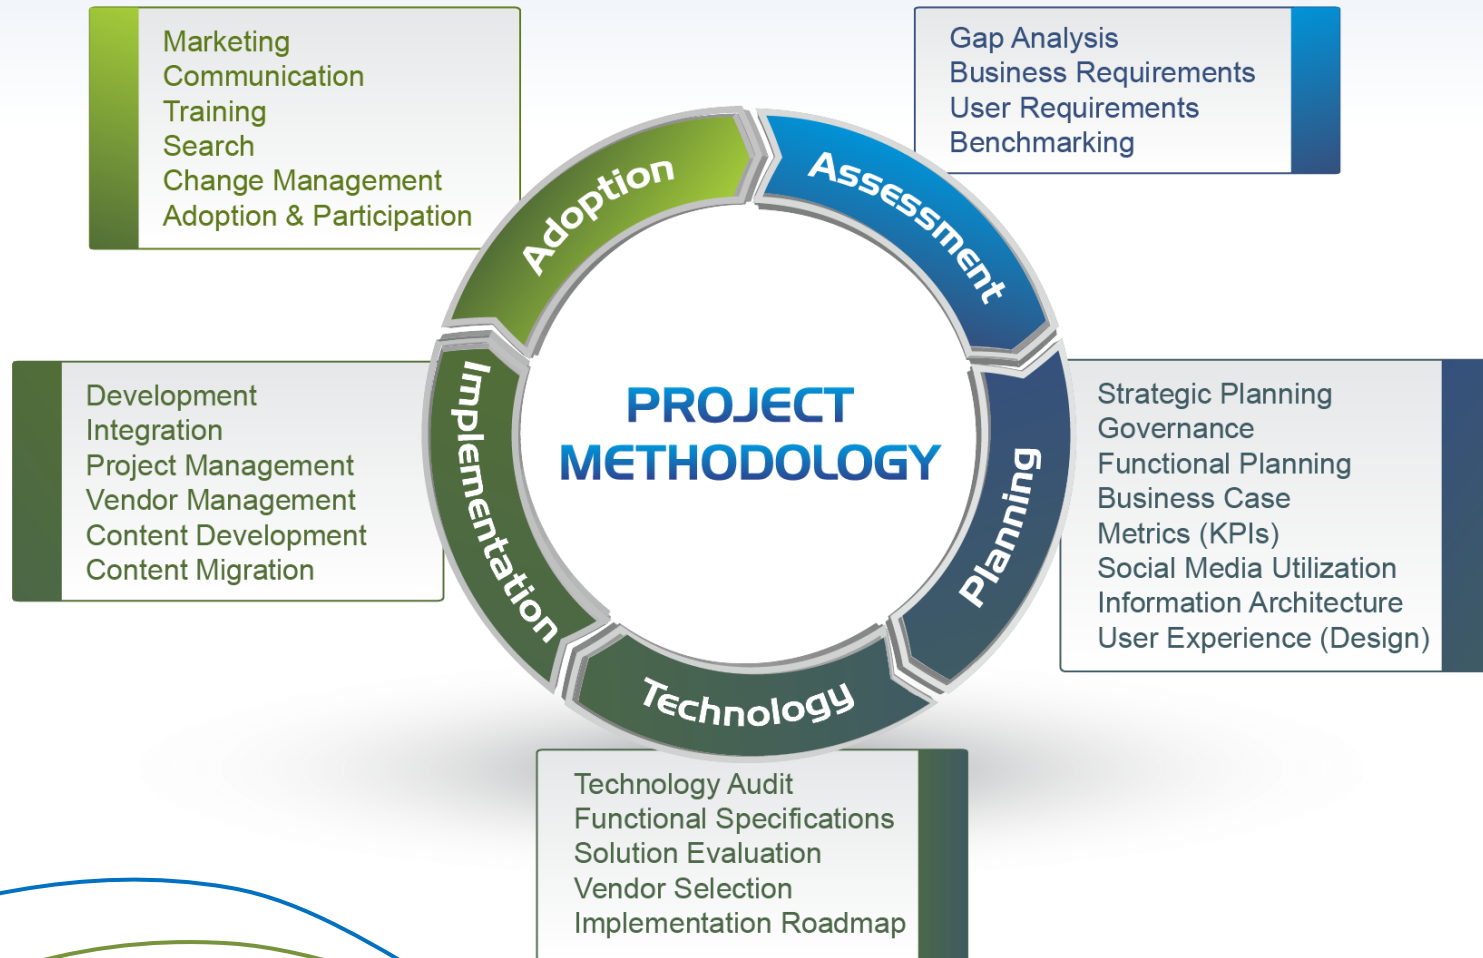 Marketing
Communication
Training
Search
Change Management
Adoption & Participation
Gap Analysis
Business Requirements
User Requirements
Benchmarking
Adoption
Assessment
PROJECT
METHODOLOGY
Implementation
Planning
Technology
Development
Integration
Project Management
Vendor Management
Content Development
Content Migration
Strategic Planning
Governance
Functional Planning
Business Case
Metrics (KPIs)
Social Media Utilization
Information Architecture
User Experience (Design)
Technology Audit
Functional Specifications
Solution Evaluation
Vendor Selection
Implementation Roadmap